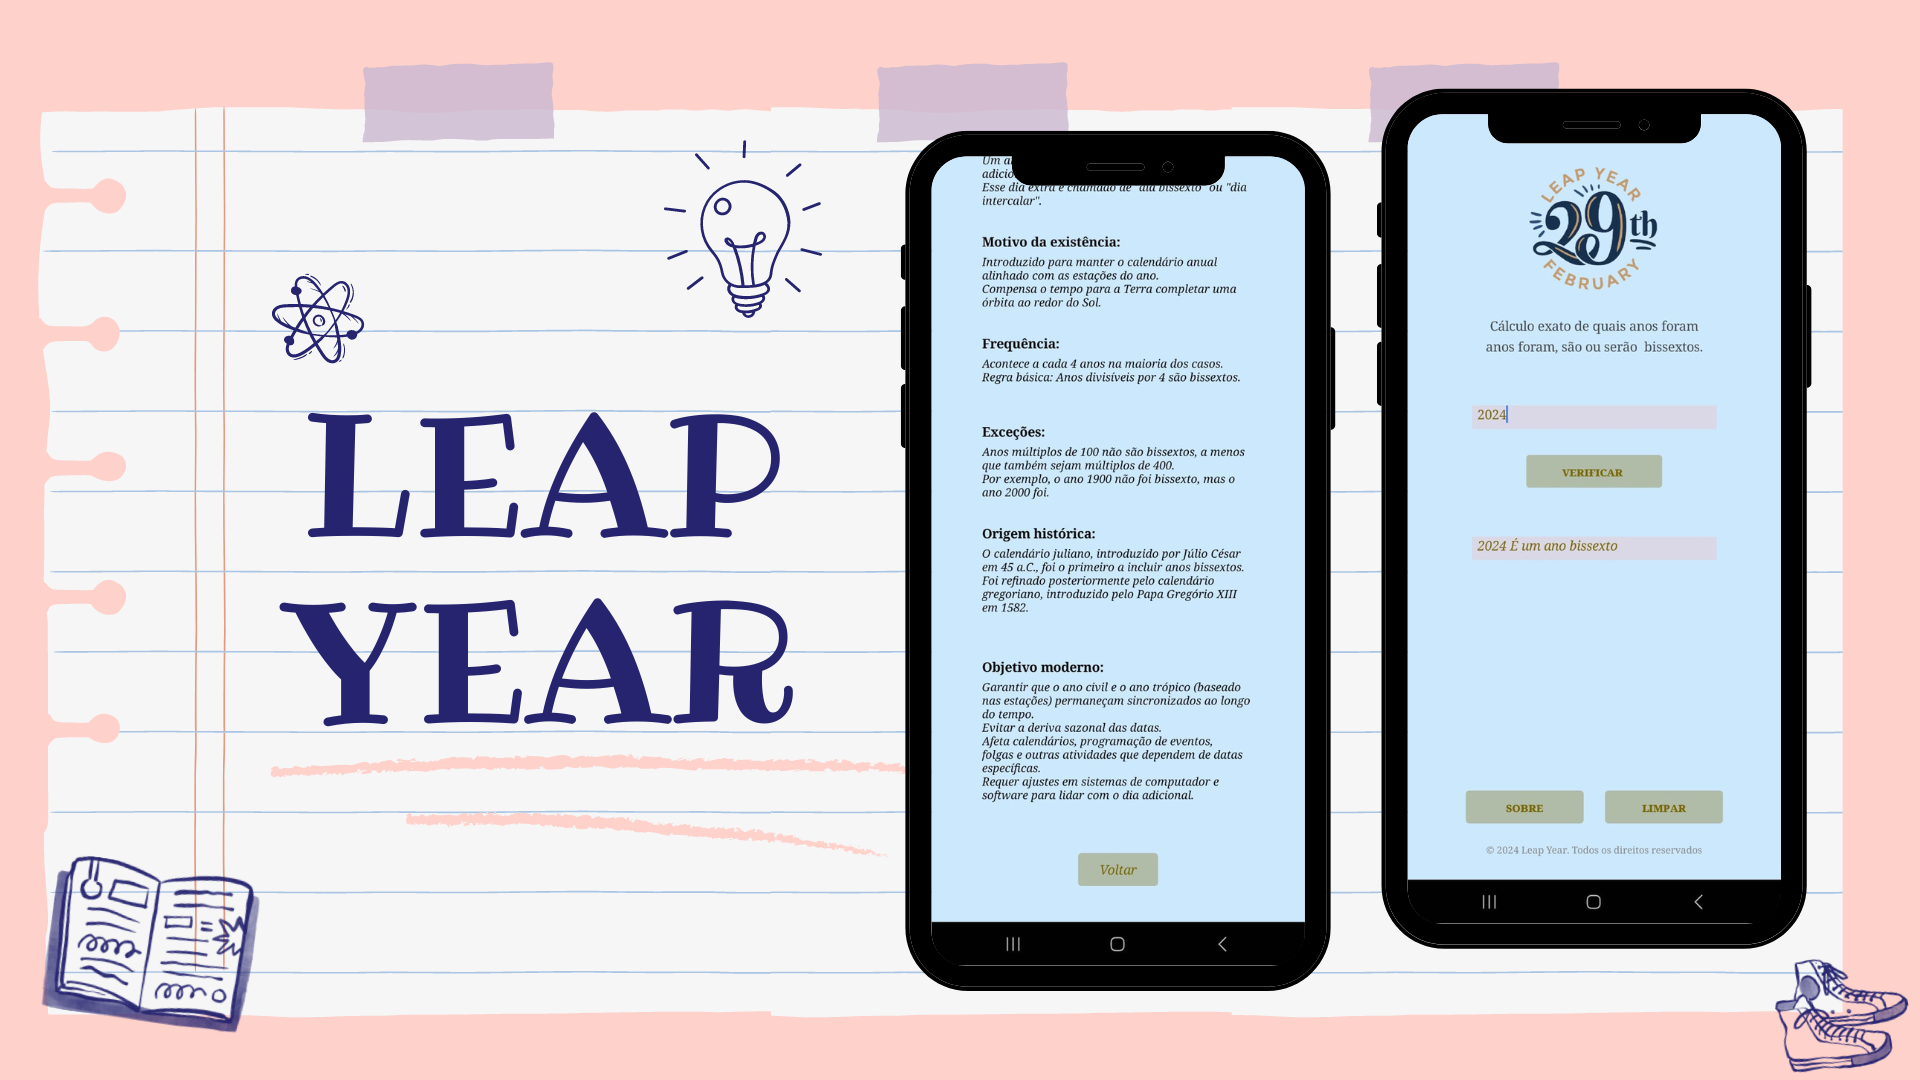 LEAP
YEAR
Um a
adicio
Esse dia extra é chamado de "dia bissexto" ou "dia
intercalar".
Motivo da existência:
Introduzido para manter o calendário anual
alinhado com as estações do ano.
Compensa o tempo para a Terra completar uma
órbita ao redor do Sol.
Frequência:
Acontece a cada 4 anos na maioria dos casos.
Regra básica: Anos divisíveis por 4 são bissextos.
Exceções:
Anos múltiplos de 100 não são bissextos, a menos
que também sejam múltiplos de 400.
Por exemplo, o ano 1900 não foi bissexto, mas o
ano 2000 foi.
Origem histórica:
O calendário juliano, introduzido por Júlio César
em 45 a.C., foi o primeiro a incluir anos bissextos.
Foi refinado posteriormente pelo calendário
gregoriano, introduzido pelo Papa Gregório XIII
em 1582.
Objetivo moderno:
Garantir que o ano civil e o ano trópico (baseado
nas estações) permaneçam sincronizados ao longo
do tempo.
Evitar a deriva sazonal das datas.
Afeta calendários, programação de eventos,
folgas e outras atividades que dependem de datas
específicas.
Requer ajustes em sistemas de computador e
software para lidar com o dia adicional.
Voltar
LEAP YEAR
29th
FEBRUARY
Cálculo exato de quais anos foram
anos foram, são ou serão bissextos.
2024
VERIFICAR
2024 É um ano bissexto
SOBRE
LIMPAR
© 2024 Leap Year. Todos os direitos reservados